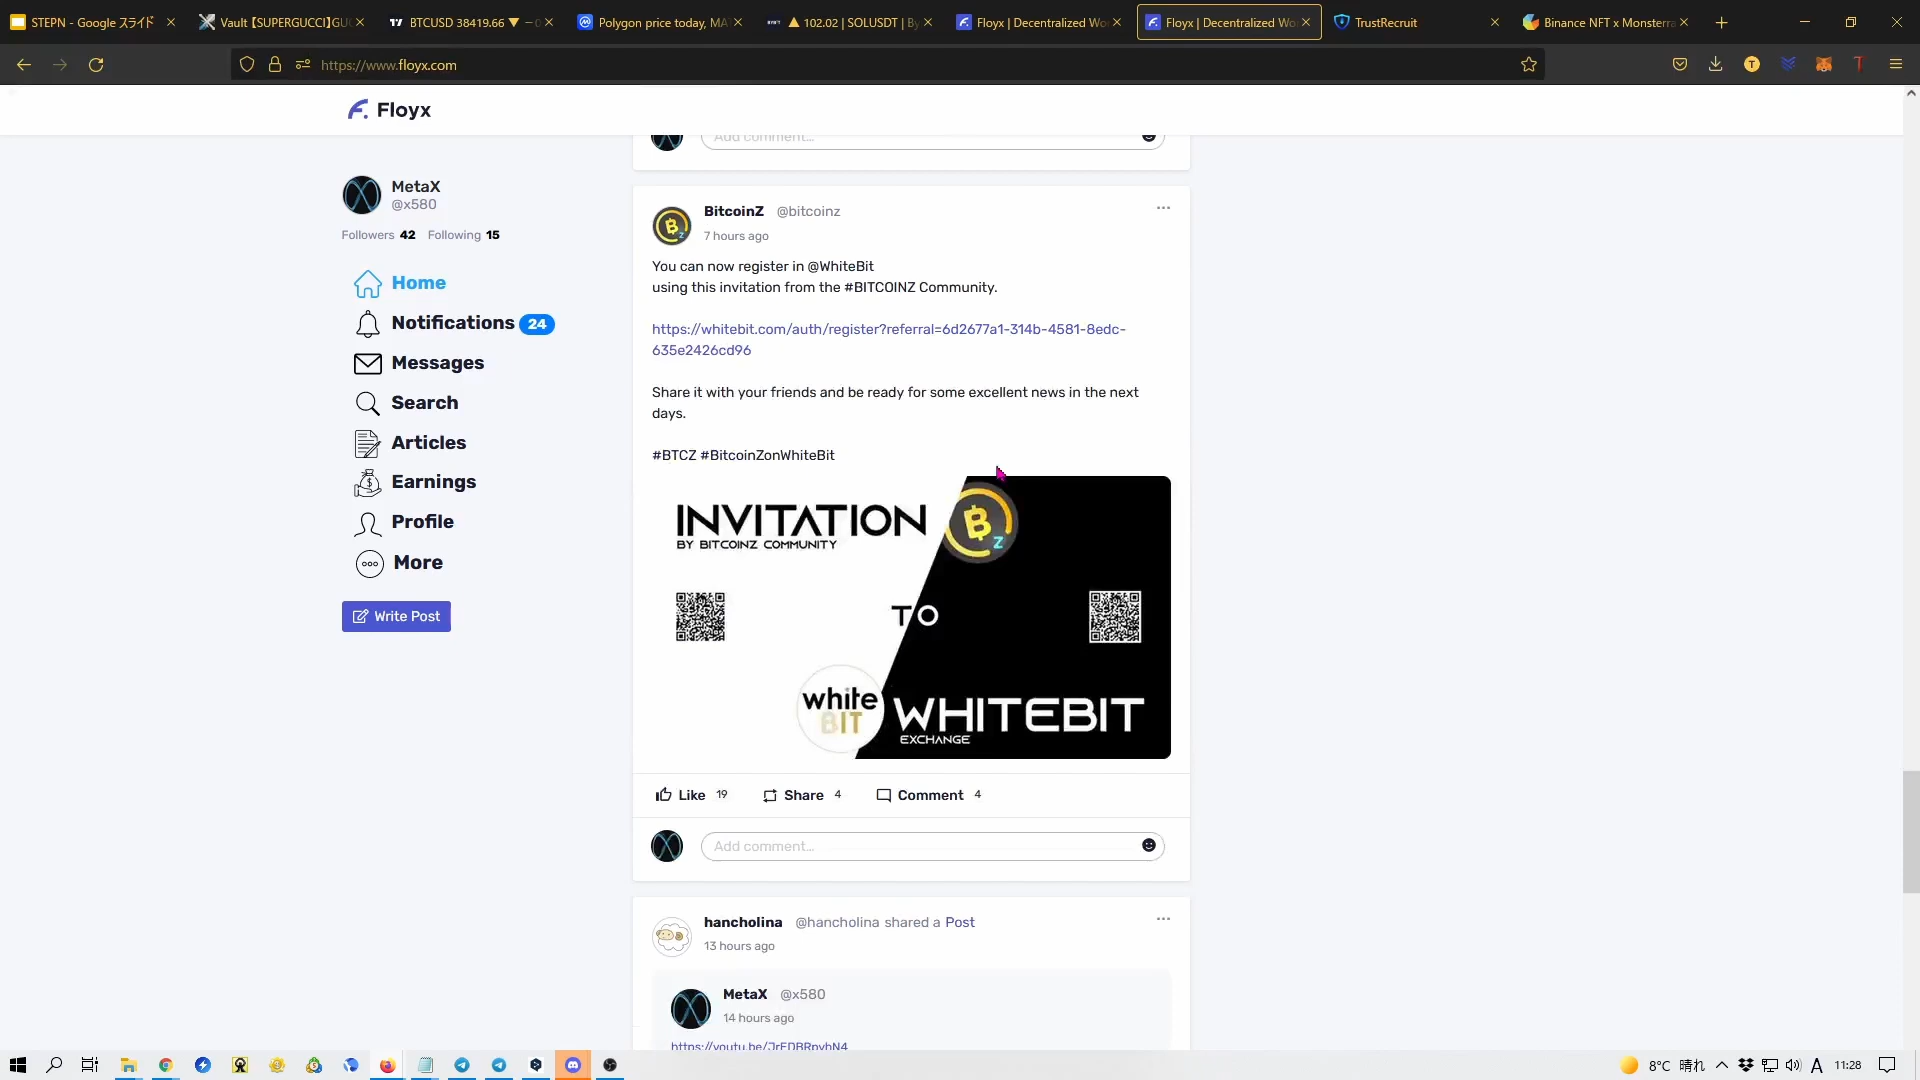 STEPN - Google スライド
Vault 【SUPERGUCCI】GU
BTCUSD 38419.66 ▼ −
Polygon price today, MA
▲ 102.02 | SOLUSDT | By
Floyx | Decentralized Wo
Floyx | Decentralized Wo
TrustRecruit
Binance NFT x Monsterra
https://www.floyx.com
Floyx
Add comment...
MetaX
@x580
Followers 42 Following 15
Home
Notifications 24
Messages
Search
Articles
Earnings
Profile
More
Write Post
BitcoinZ @bitcoinz
7 hours ago
You can now register in @WhiteBit
using this invitation from the #BITCOINZ Community.
https://whitebit.com/auth/register?referral=6d2677a1-314b-4581-8edc-
635e2426cd96
Share it with your friends and be ready for some excellent news in the next
days.
#BTCZ #BitcoinZonWhiteBit
INVITATION
BY BITCOINZ COMMUNITY
TO
white
BIT
WHITEBIT
EXCHANGE
Like 19 Share 4 Comment 4
Add comment...
hancholina @hancholina shared a Post
13 hours ago
MetaX @x580
14 hours ago
https://youtu.be/JrEDBRpvhN4
8°C 晴れ A 11:28